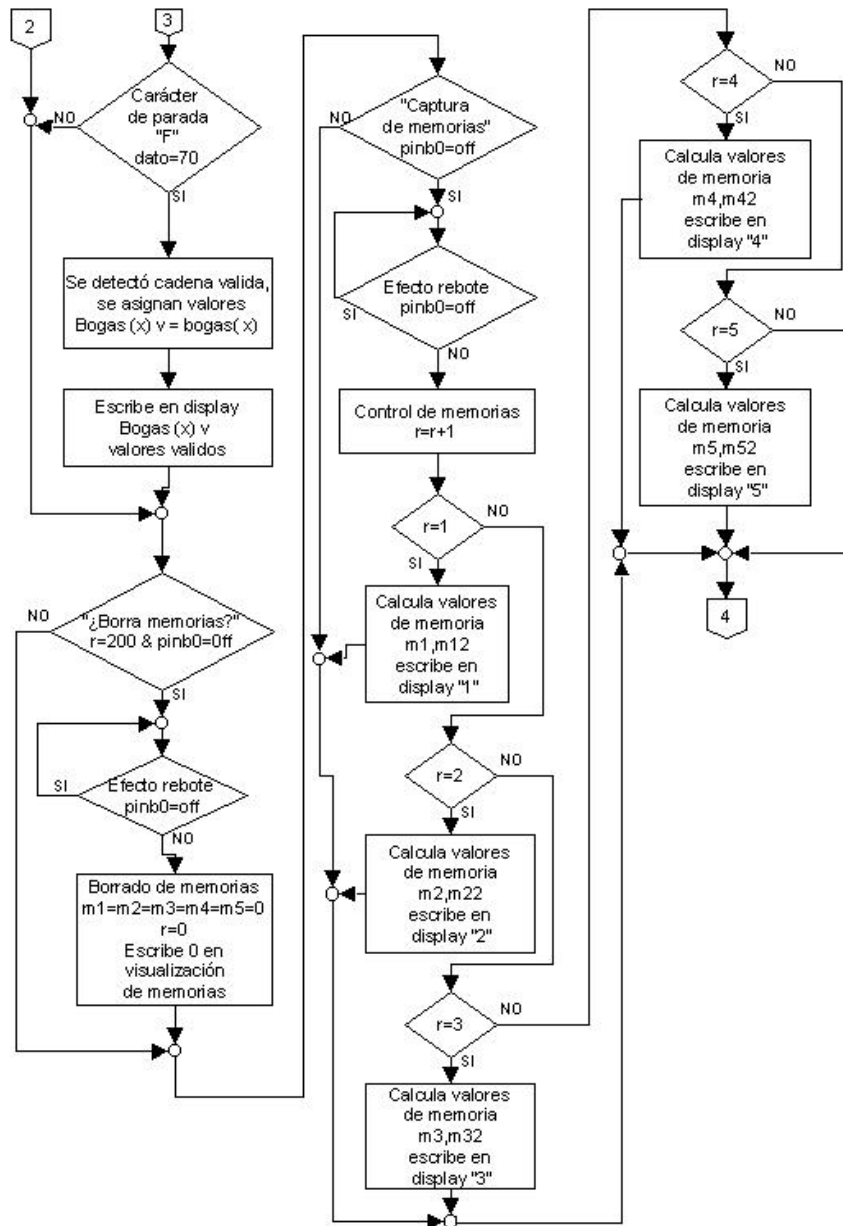 2
3
Carácter
de parada
"F"
dato=70
NO
SI
Se detectó cadena valida,
se asignan valores
Bogas (x) v = bogas( x)
Escribe en display
Bogas (x) v
valores validos
"¿Borra memorias?"
r=200 & pinb0=0ff
NO
SI
Efecto rebote
pinb0=off
SI
NO
Borrado de memorias
m1=m2=m3=m4=m5=0
r=0
Escribe 0 en
visualización
de memorias
"Captura
de memorias"
pinb0=off
NO
SI
Efecto rebote
pinb0=off
SI
NO
Control de memorias
r=r+1
r=1
NO
SI
Calcula valores
de memoria
m1,m12
escribe en
display "1"
r=2
NO
SI
Calcula valores
de memoria
m2,m22
escribe en
display "2"
r=3
NO
SI
Calcula valores
de memoria
m3,m32
escribe en
display "3"
r=4
NO
SI
Calcula valores
de memoria
m4,m42
escribe en
display "4"
r=5
NO
SI
Calcula valores
de memoria
m5,m52
escribe en
display "5"
4